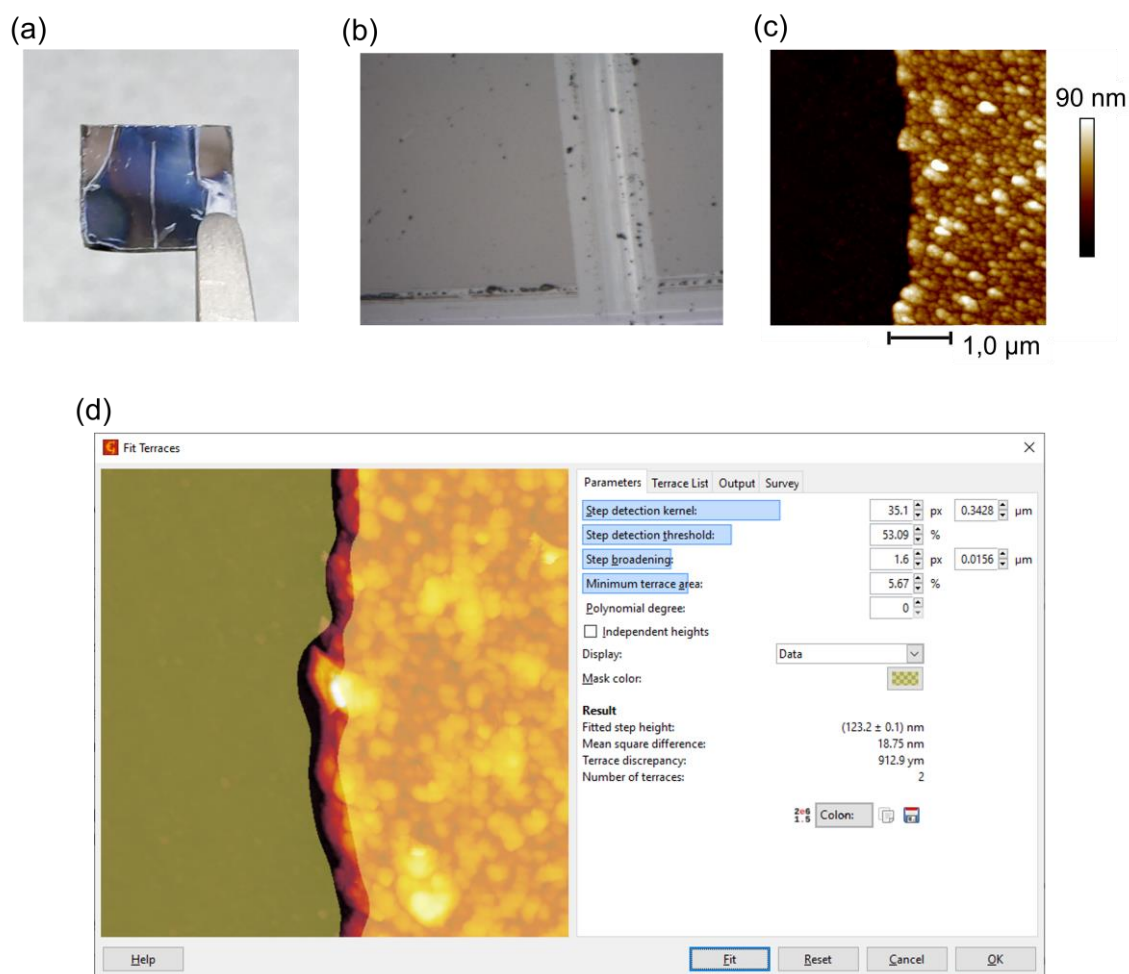 (a)
(b)
(c)
90 nm
1,0 µm
(d)
Fit Terraces
Parameters Terrace List Output Survey
Step detection kernel: 35.1 px 0.3428 µm
Step detection threshold: 53.09 %
Step broadening: 1.6 px 0.0156 µm
Minimum terrace area: 5.67 %
Polynomial degree: 0
Independent heights
Display: Data
Mask color:
Result
Fitted step height: (123.2 ± 0.1) nm
Mean square difference: 18.75 nm
Terrace discrepancy: 912.9 ym
Number of terraces: 2
2e6
1.5 Colon:
Help Fit Reset Cancel OK